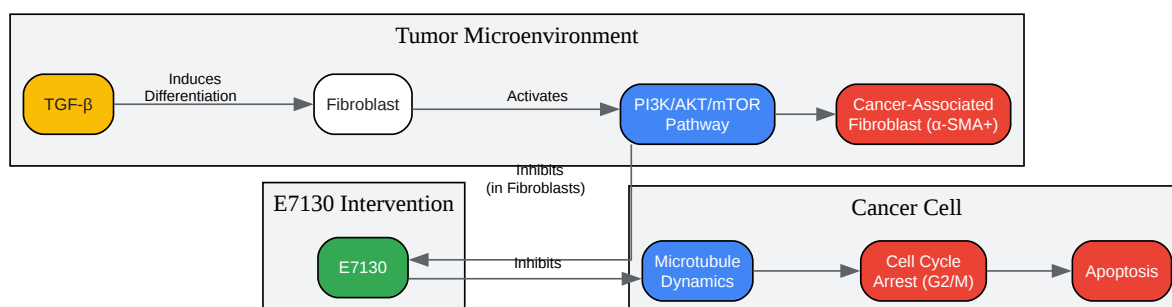 Tumor Microenvironment
TGF-β
Induces
Differentiation
Fibroblast
Activates
PI3K/AKT/mTOR
Pathway
Cancer-Associated
Fibroblast (α-SMA+)
Inhibits
(in Fibroblasts)
E7130 Intervention
E7130
Inhibits
Cancer Cell
Microtubule
Dynamics
Cell Cycle
Arrest (G2/M)
Apoptosis